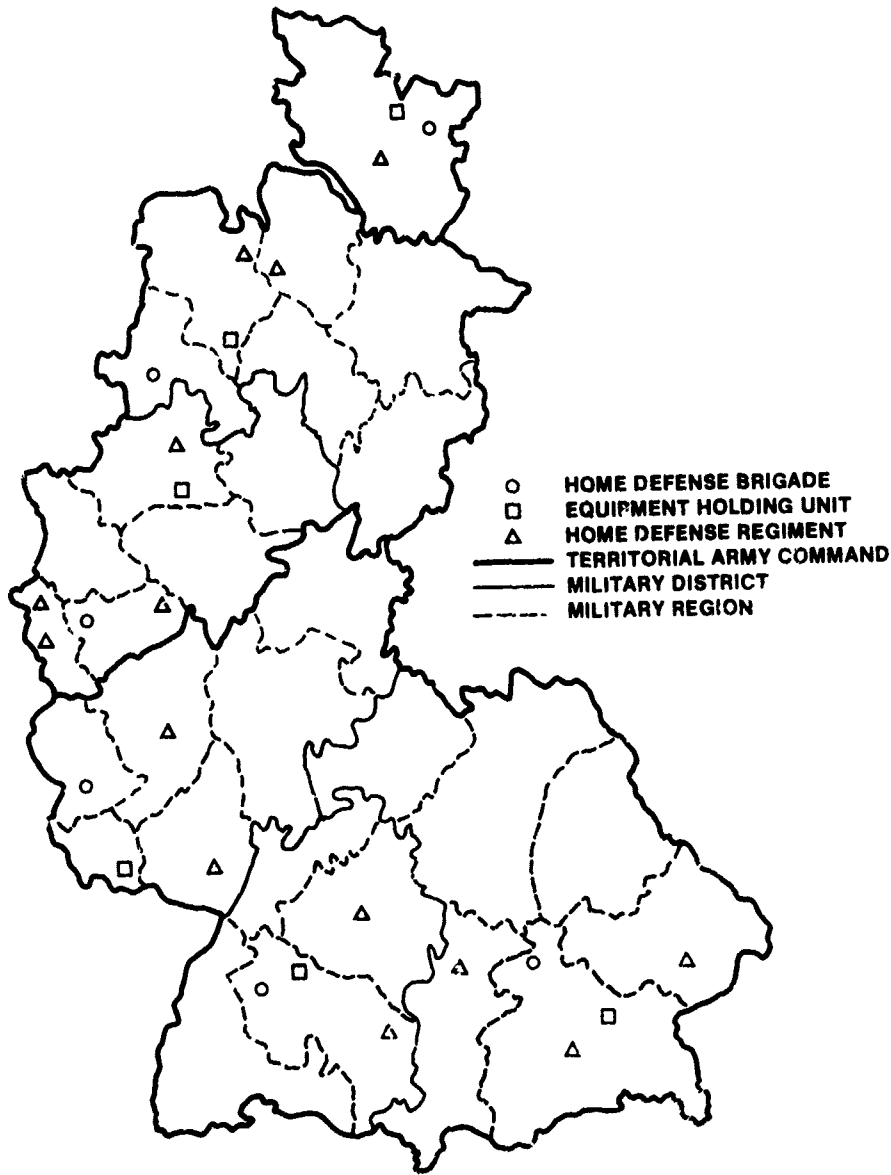 HOME DEFENSE BRIGADE
EQUIPMENT HOLDING UNIT
HOME DEFENSE REGIMENT
TERRITORIAL ARMY COMMAND
MILITARY DISTRICT
MILITARY REGION